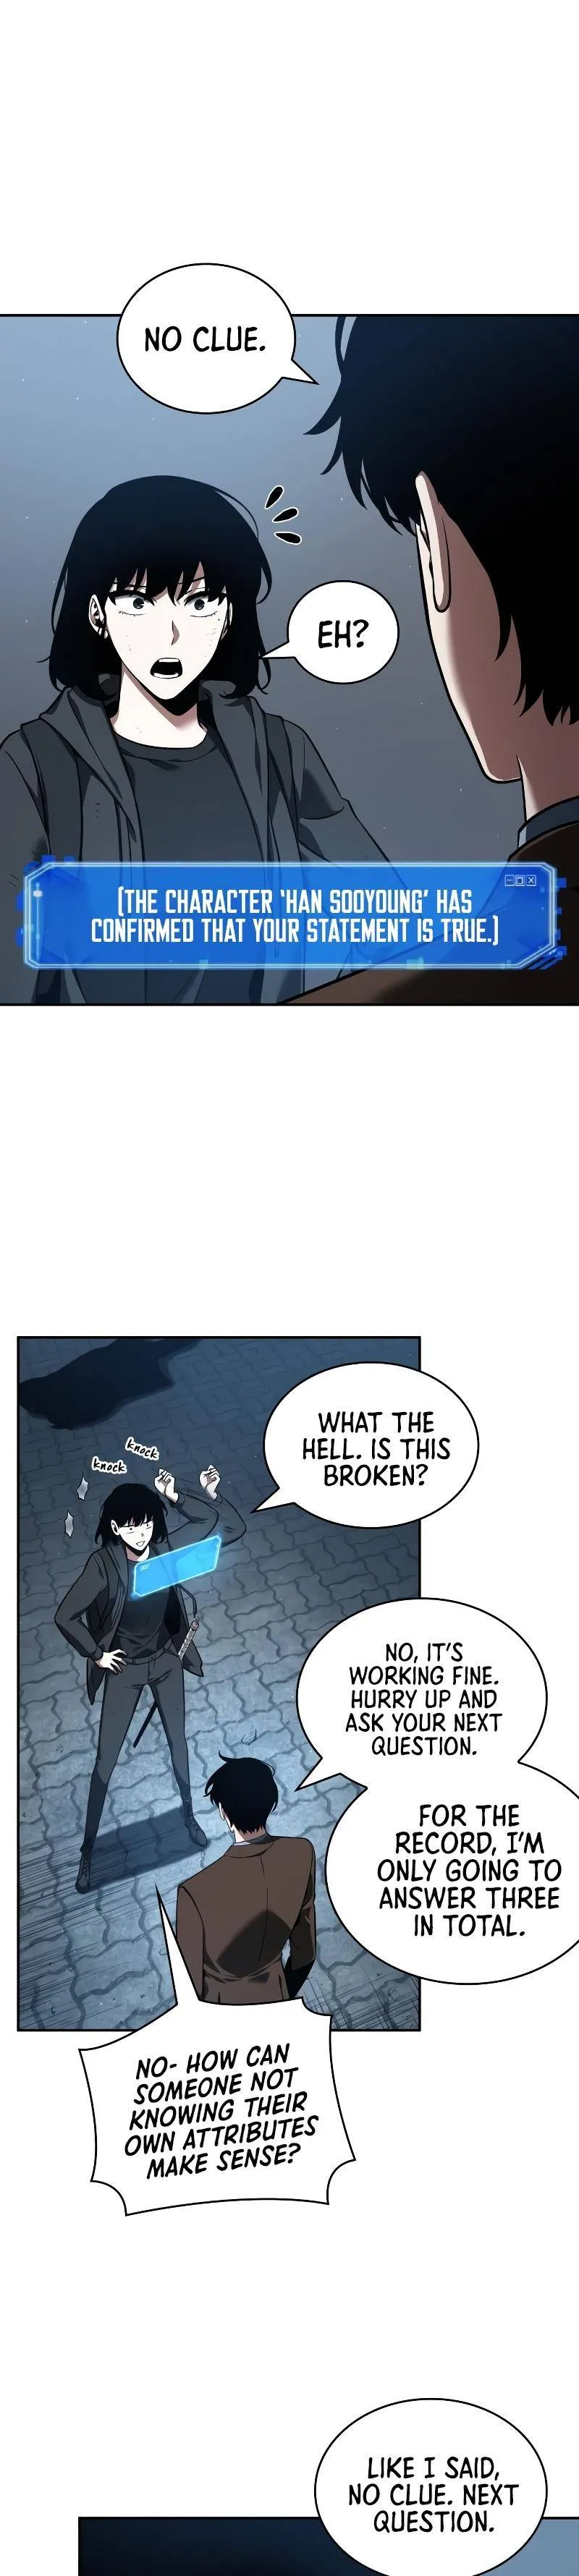 NO CLUE.
EH?
[THE CHARACTER 'HAN SOOYOUNG' HAS
CONFIRMED THAT YOUR STATEMENT IS TRUE.]
WHAT THE
HELL. IS THIS
BROKEN?
knock
knock
NO, IT'S
WORKING FINE.
HURRY UP AND
ASK YOUR NEXT
QUESTION.
FOR THE
RECORD, I'M
ONLY GOING TO
ANSWER THREE
IN TOTAL.
NO- HOW CAN
SOMEONE NOT
KNOWING THEIR
OWN ATTRIBUTES
MAKE SENSE?
LIKE I SAID,
NO CLUE. NEXT
QUESTION.